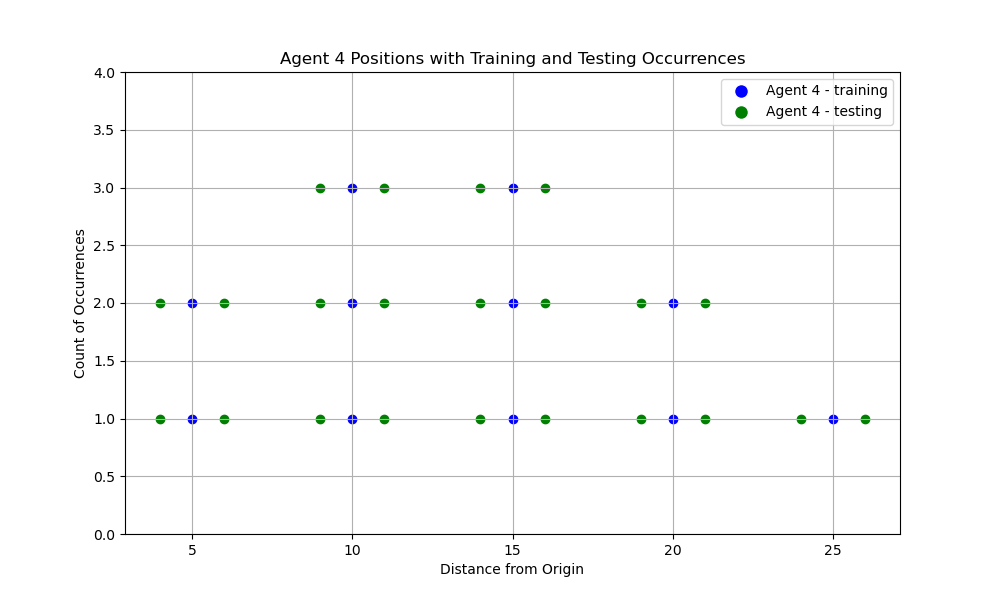 Agent 4 Positions with Training and Testing Occurrences
Agent 4 - training
Agent 4 - testing
4.0
3.5
3.0
2.5
2.0
1.5
1.0
0.5
0.0
Count of Occurrences
5 10 15 20 25
Distance from Origin